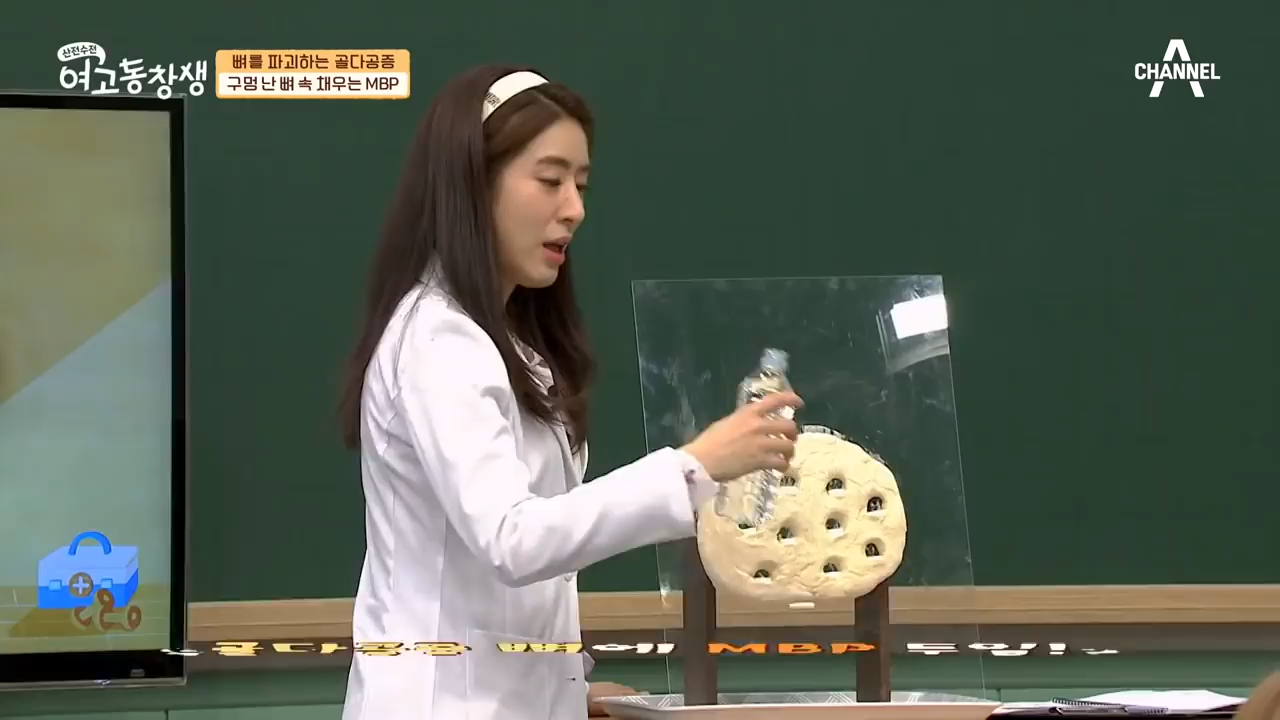 산전수전
여고동창생
뼈를 파괴하는 골다공증
구멍 난 뼈 속 채우는 MBP
CHANNEL A
골다공증 뼈에 MBP 투입!